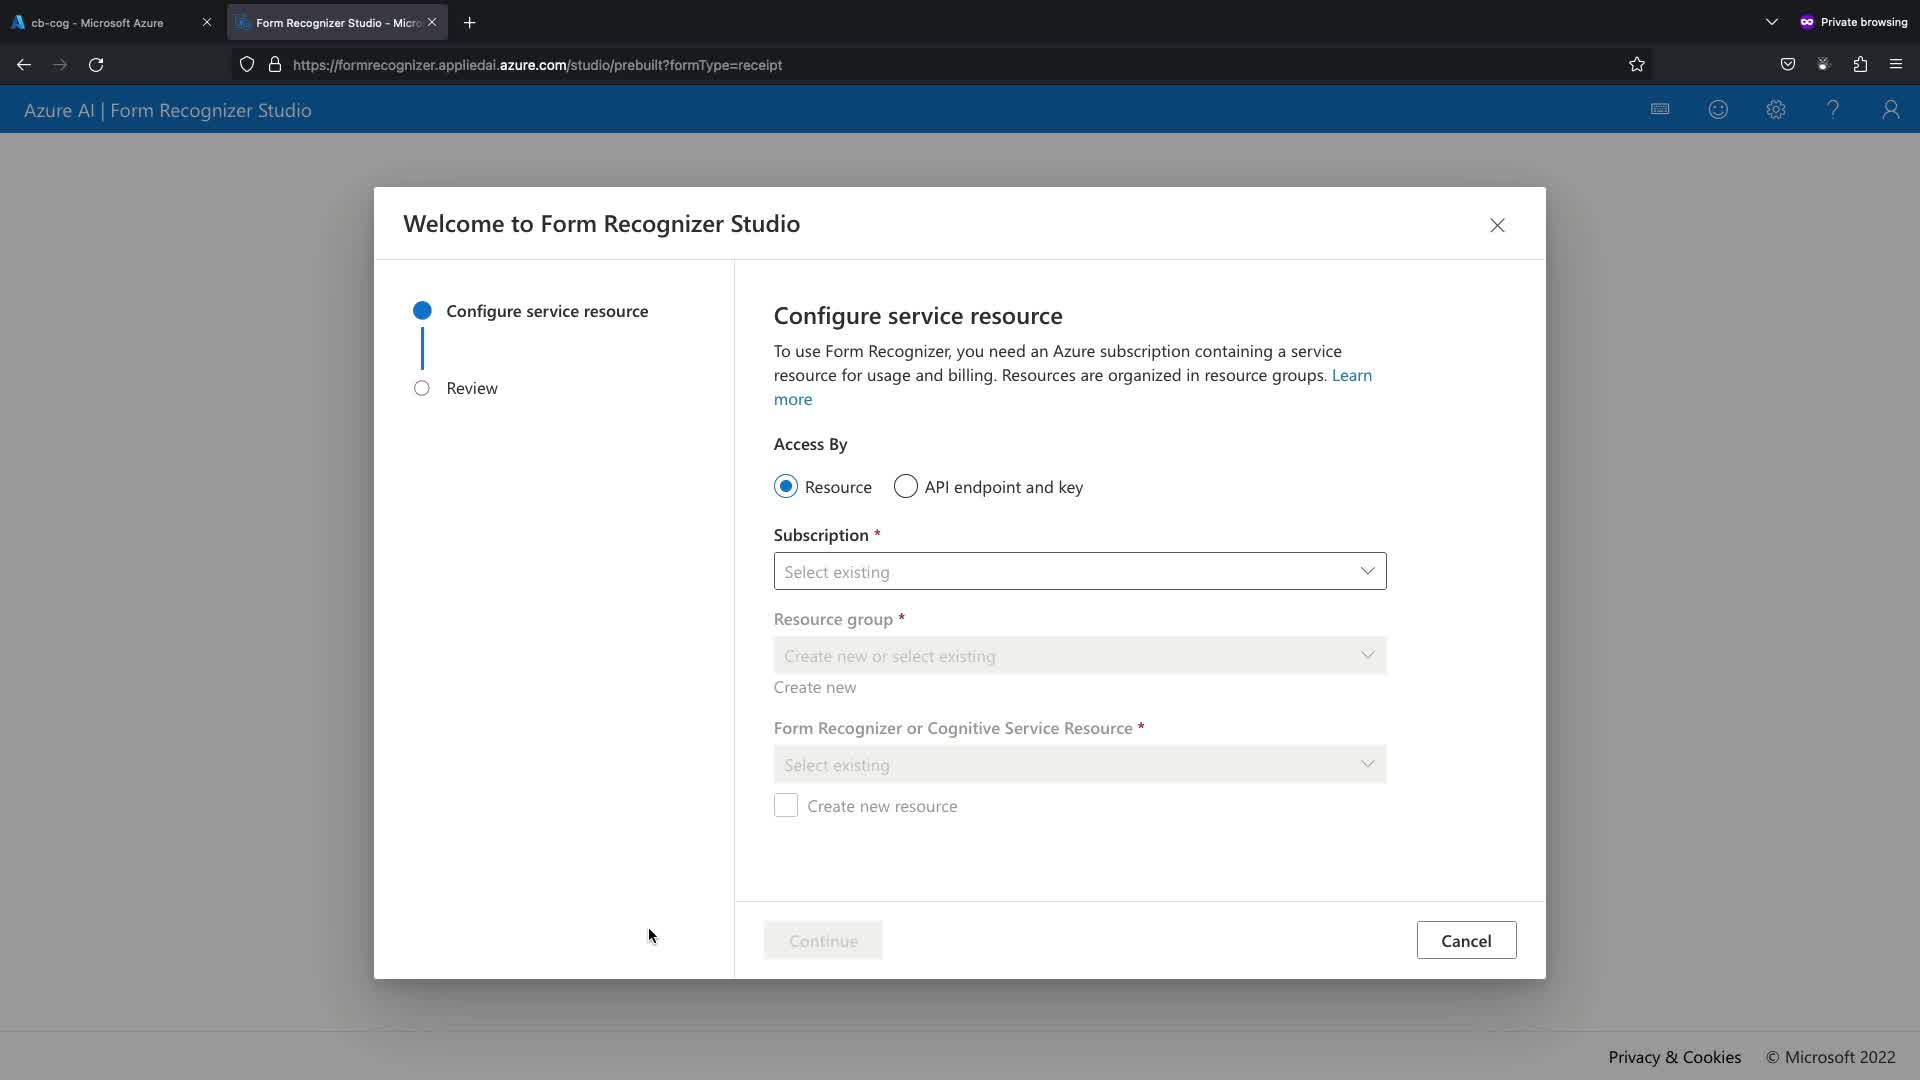 cb-cog - Microsoft Azure
Form Recognizer Studio - Micro
Private browsing
https://formrecognizer.appliedai.azure.com/studio/prebuilt?formType=receipt
Azure AI | Form Recognizer Studio
Welcome to Form Recognizer Studio
Configure service resource
Review
Configure service resource
To use Form Recognizer, you need an Azure subscription containing a service
resource for usage and billing. Resources are organized in resource groups. Learn
more
Access By
Resource
API endpoint and key
Subscription *
Select existing
Resource group *
Create new or select existing
Create new
Form Recognizer or Cognitive Service Resource *
Select existing
Create new resource
Continue
Cancel
Privacy & Cookies
© Microsoft 2022